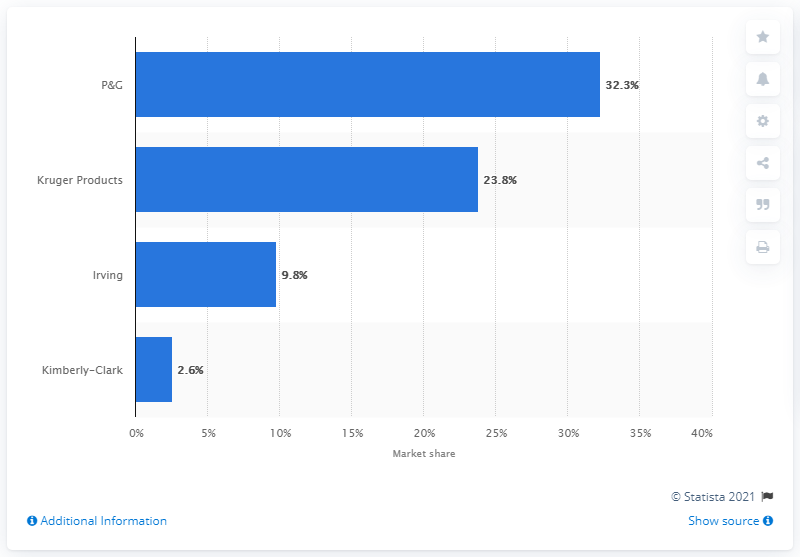 P&G 32.3%
Kruger Products 23.8%
Irving 9.8%
Kimberly-Clark 2.6%
0% 5% 10% 15% 20% 25% 30% 35% 40%
Market share
© Statista 2021
Additional Information Show source